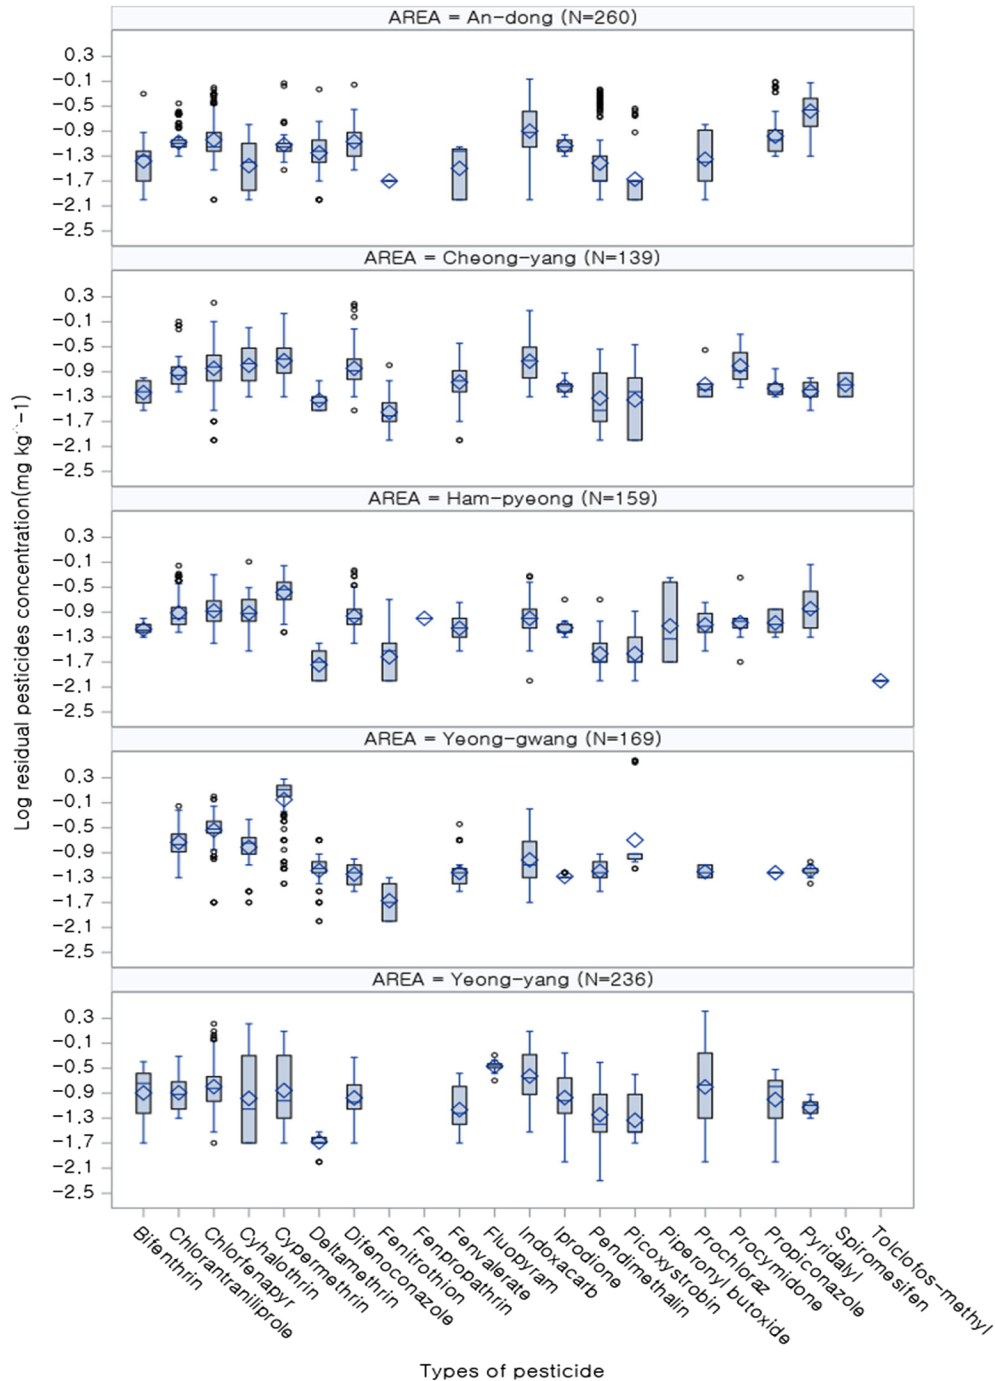 AREA = An-dong (N=260)
0.3
−0.1
−0.5
−0.9
−1.3
−1.7
−2.1
−2.5
AREA = Cheong-yang (N=139)
0.3
−0.1
−0.5
−0.9
−1.3
−1.7
−2.1
−2.5
AREA = Ham-pyeong (N=159)
0.3
−0.1
−0.5
−0.9
−1.3
−1.7
−2.1
−2.5
AREA = Yeong-gwang (N=169)
0.3
−0.1
−0.5
−0.9
−1.3
−1.7
−2.1
−2.5
AREA = Yeong-yang (N=236)
0.3
−0.1
−0.5
−0.9
−1.3
−1.7
−2.1
−2.5
Log residual pesticides concentration(mg kg^-1)
Bifenthrin
Chlorantraniliprole
Chlorfenapyr
Cyhalothrin
Cypermethrin
Deltamethrin
Difenoconazole
Fenitrothion
Fenpropathrin
Fenvalerate
Fluopyram
Indoxacarb
Iprodione
Pendimethalin
Picoxystrobin
Piperonyl butoxide
Prochloraz
Procymidone
Propiconazole
Pyridalyl
Spiromesifen
Tolclofos-methyl
Types of pesticide